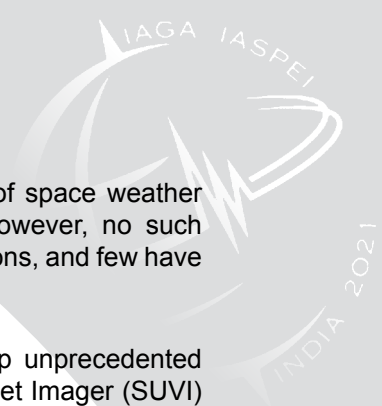 IAGA IASPEI
INDIA 2021
of space weather
owever, no such
ons, and few have
p unprecedented
et Imager (SUVI)